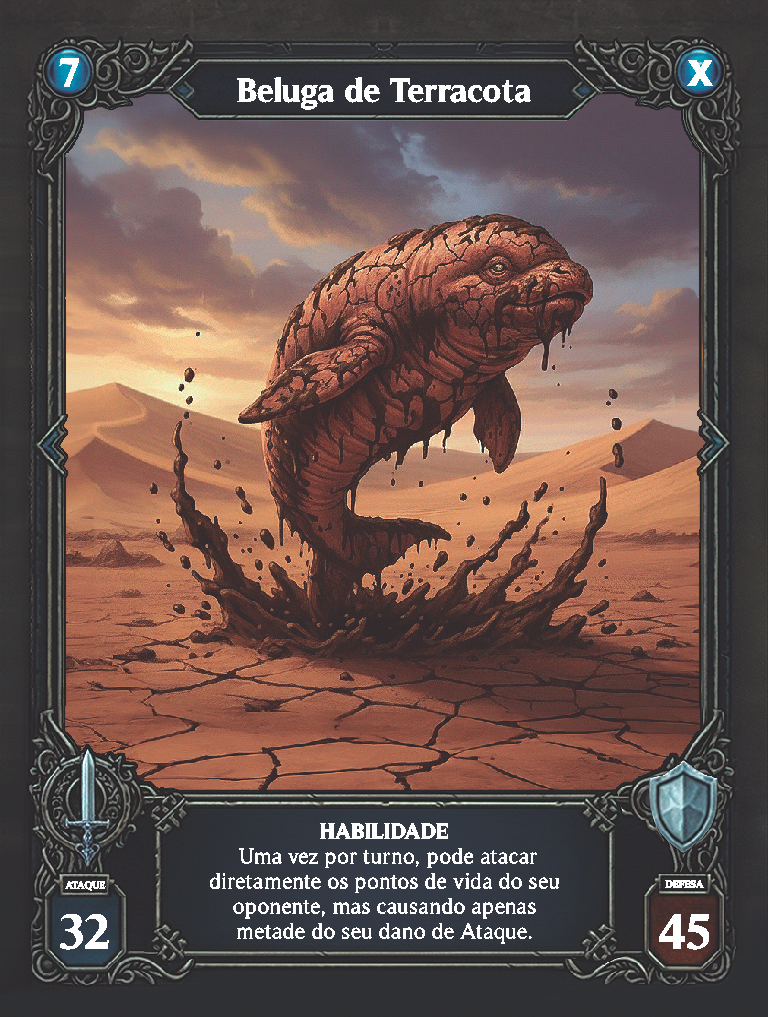 7
Beluga de Terracota
X
HABILIDADE
Uma vez por turno, pode atacar
diretamente os pontos de vida do seu
oponente, mas causando apenas
metade do seu dano de Ataque.
ATAQUE
32
DEFESA
45